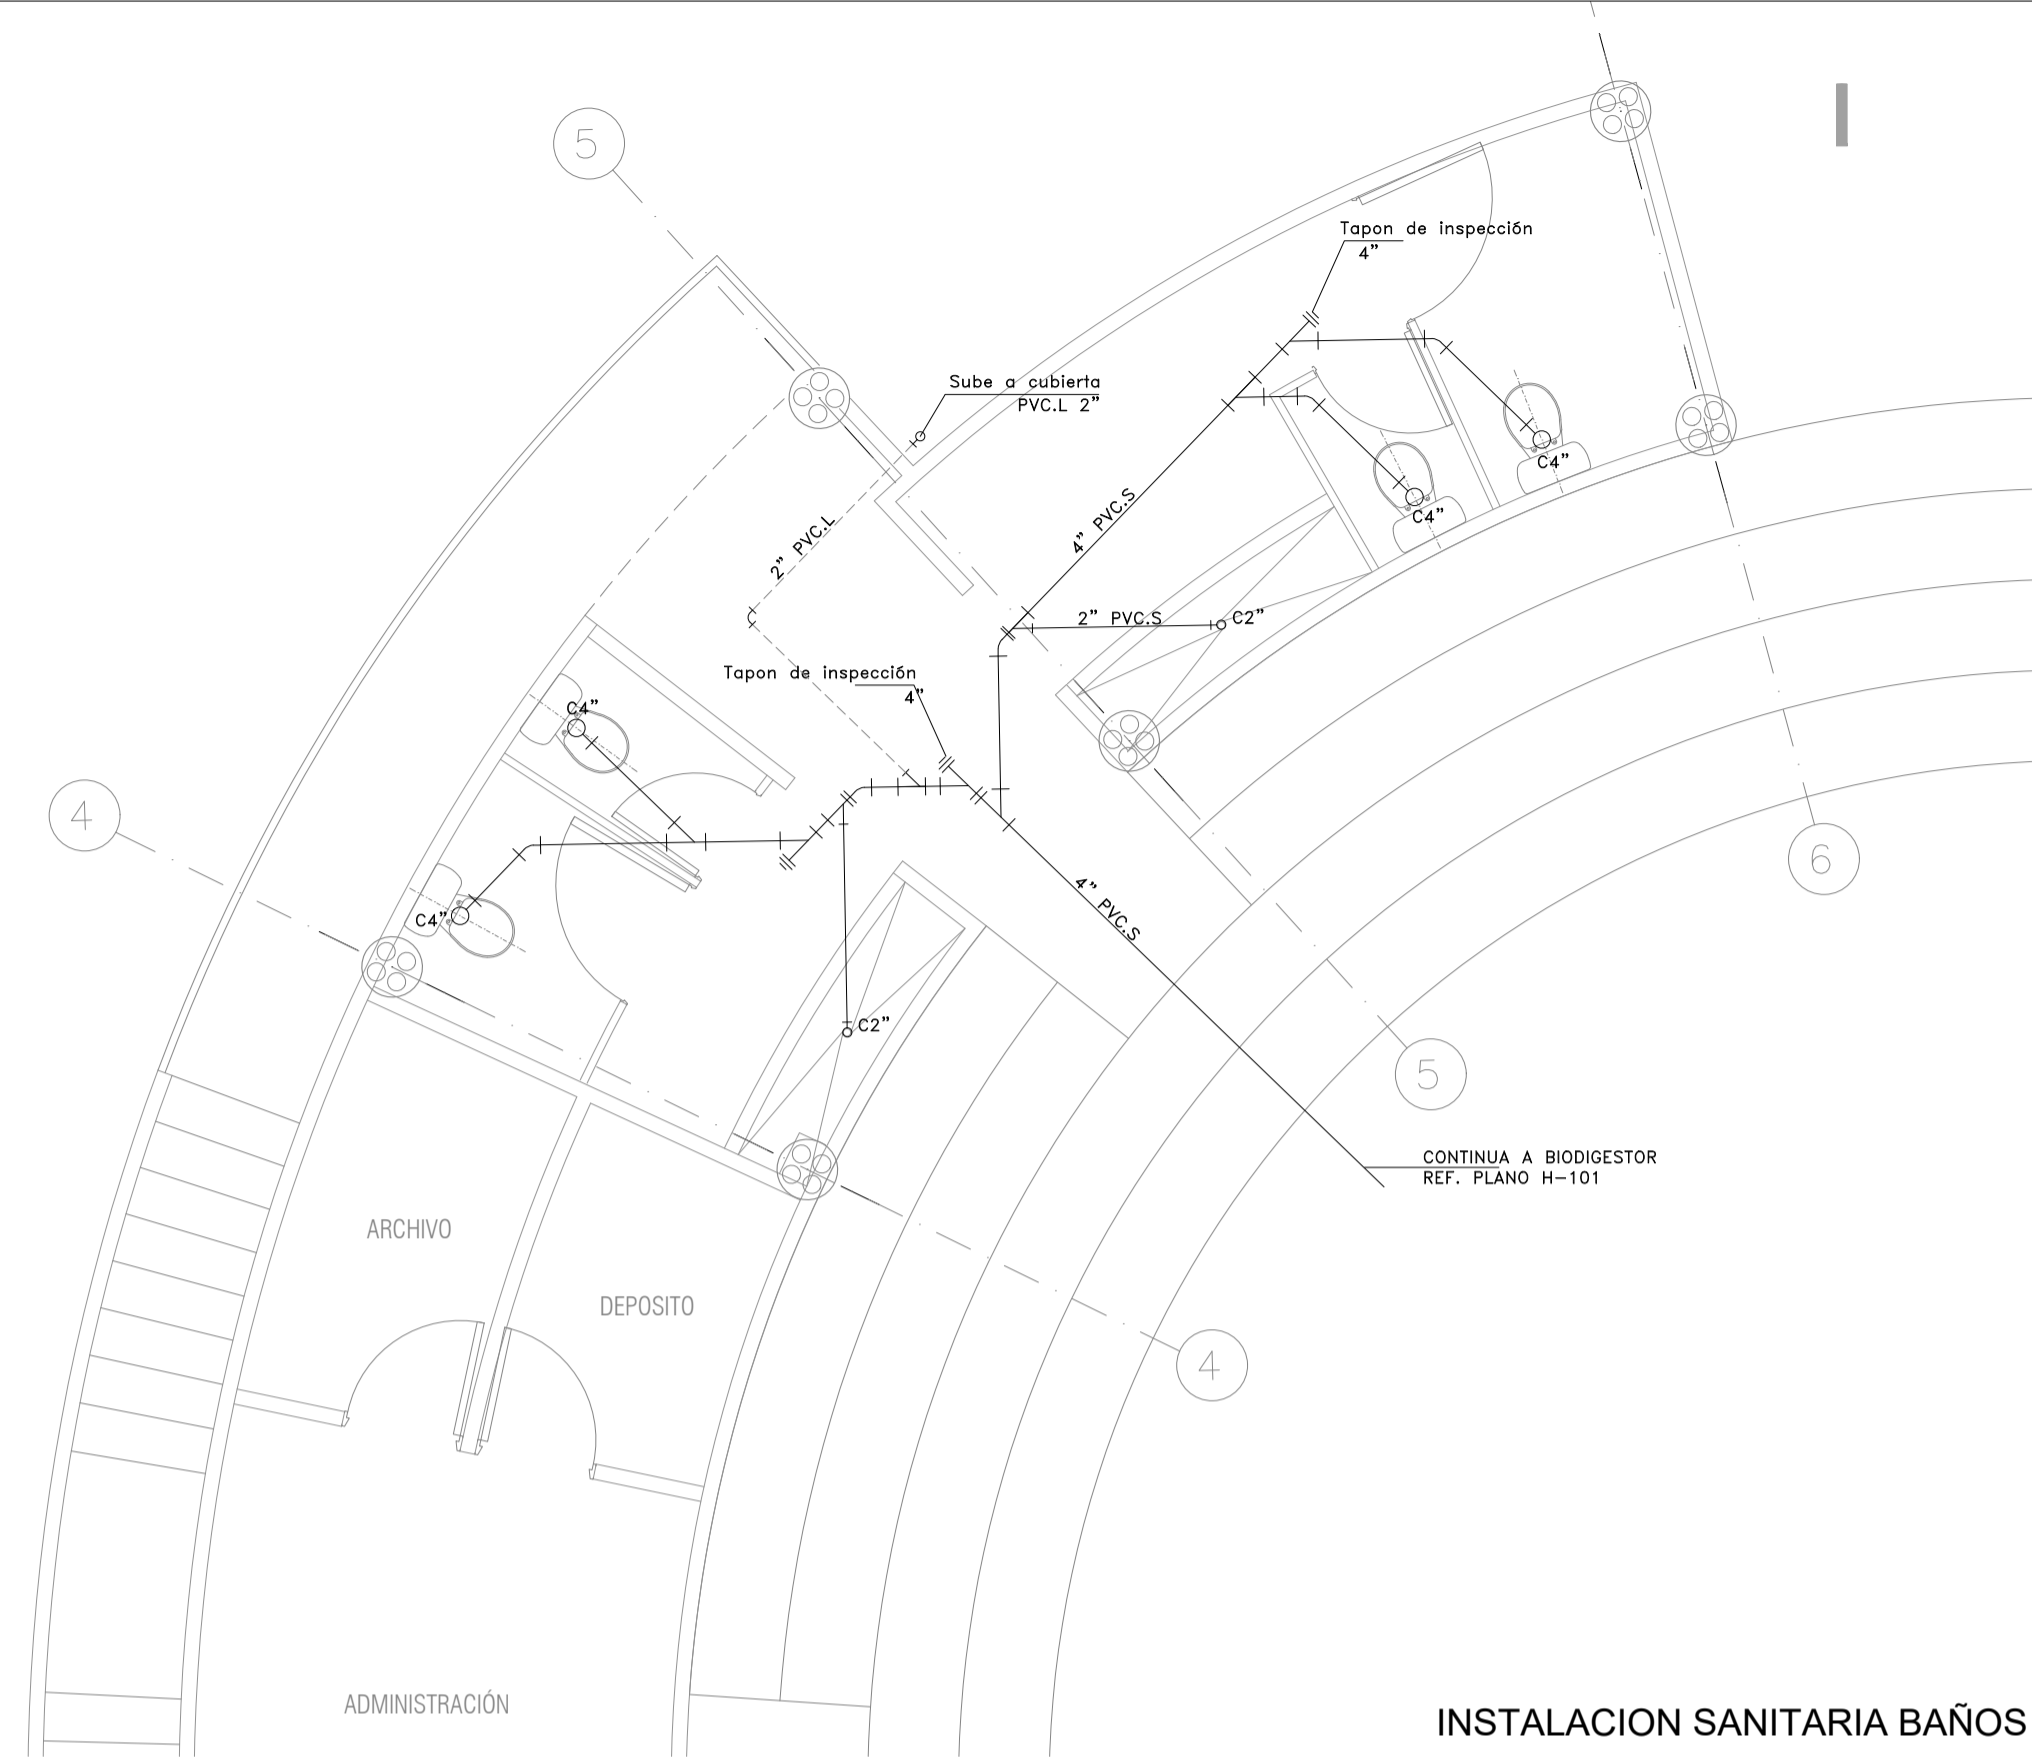 5
Tapon de inspección
4"
Sube a cubierta
PVC.L 2"
C4"
4" PVC.S
C4"
2" PVC.L
2" PVC.S
C2"
Tapon de inspección
4"
C4"
4
6
4" PVC.S
C4"
C2"
5
CONTINUA A BIODIGESTOR
REF. PLANO H-101
ARCHIVO
DEPOSITO
4
ADMINISTRACIÓN
INSTALACION SANITARIA BAÑOS